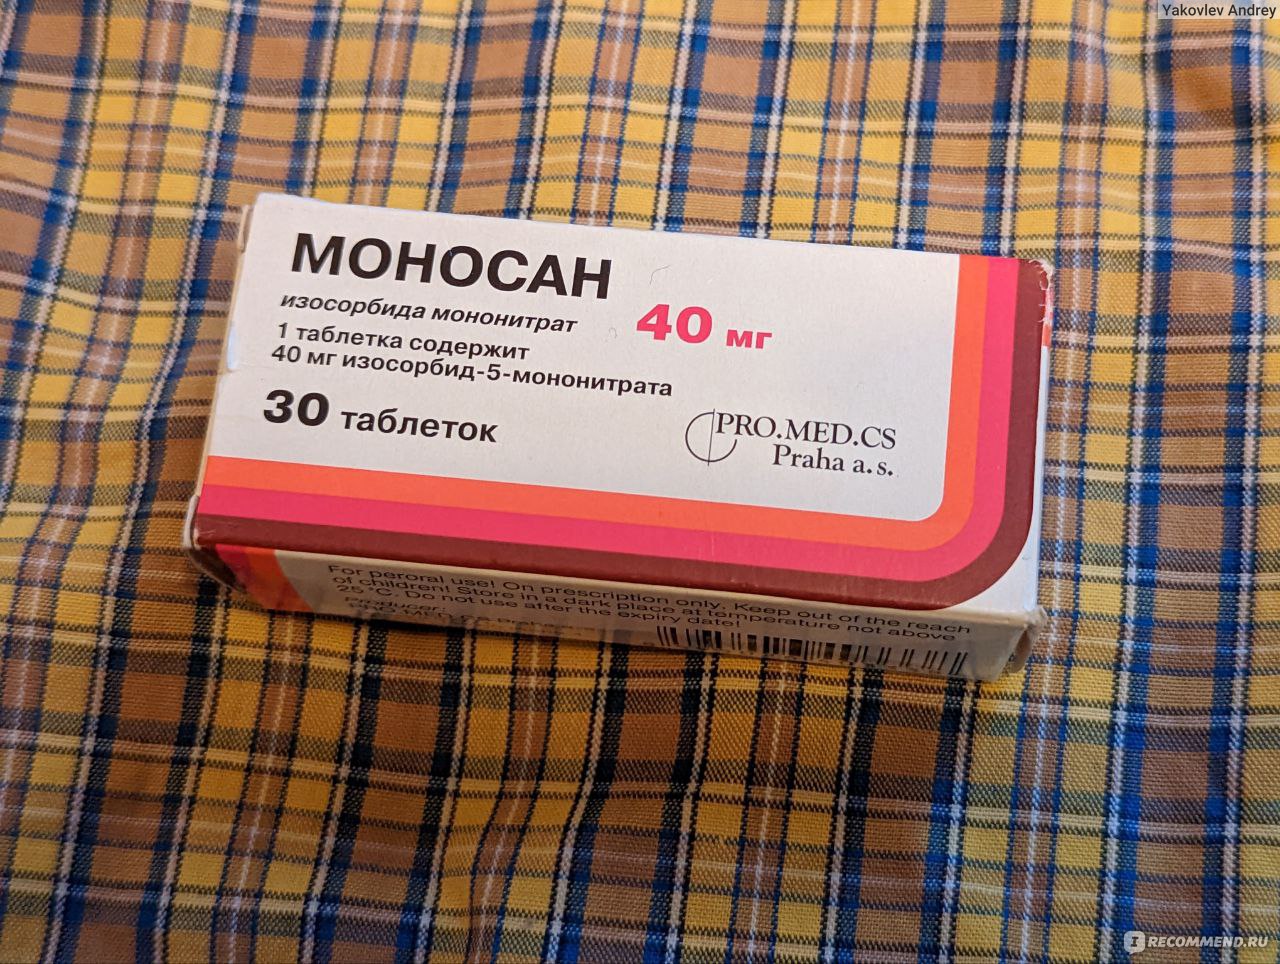 Yakovlev Andrey
МОНОСАН
изосорбида мононитрат
40 мг
1 таблетка содержит
40 мг изосорбид-5-мононитрата
30 таблеток
PRO.MED.CS
Praha a.s.
For peroral use! On prescription only. Keep out of the reach
of children! Store in a dark place at temperature not above
25 °C. Do not use after the expiry date!
Producer:
IRECOMMEND.RU